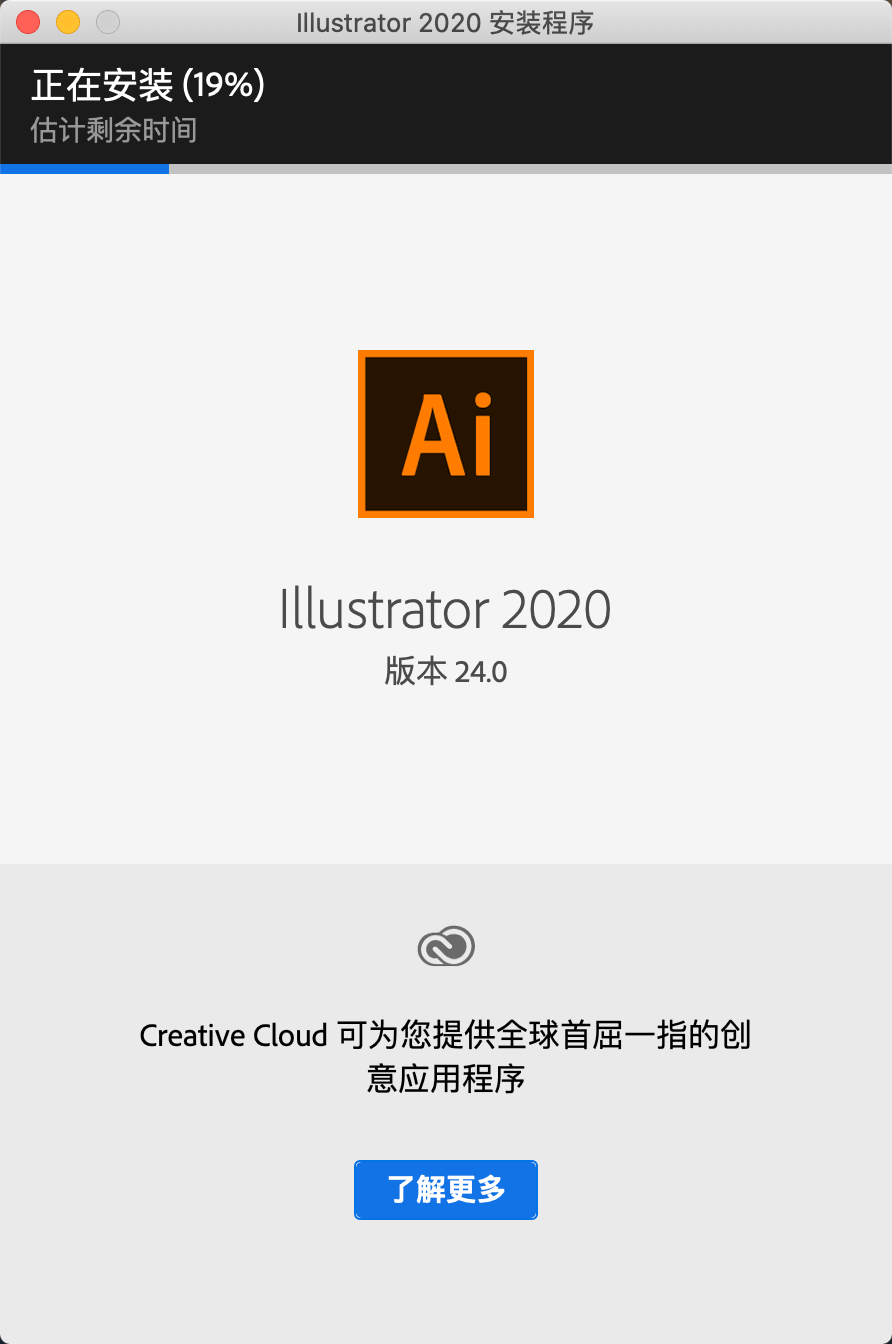 Illustrator 2020 安装程序
正在安装 (19%)
估计剩余时间
Ai
Illustrator 2020
版本 24.0
Creative Cloud 可为您提供全球首屈一指的创
意应用程序
了解更多